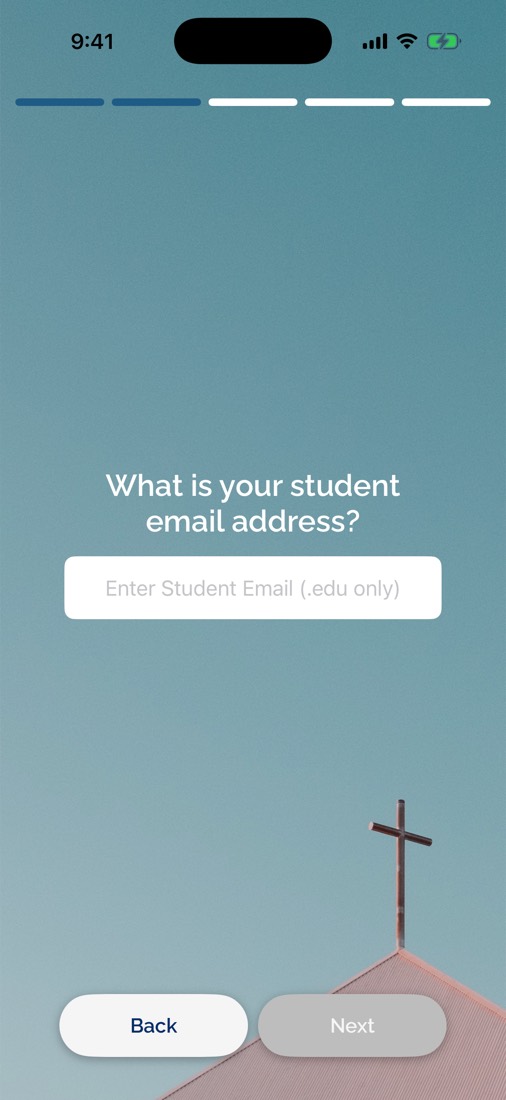 9:41
What is your student
email address?
Enter Student Email (.edu only)
Back
Next